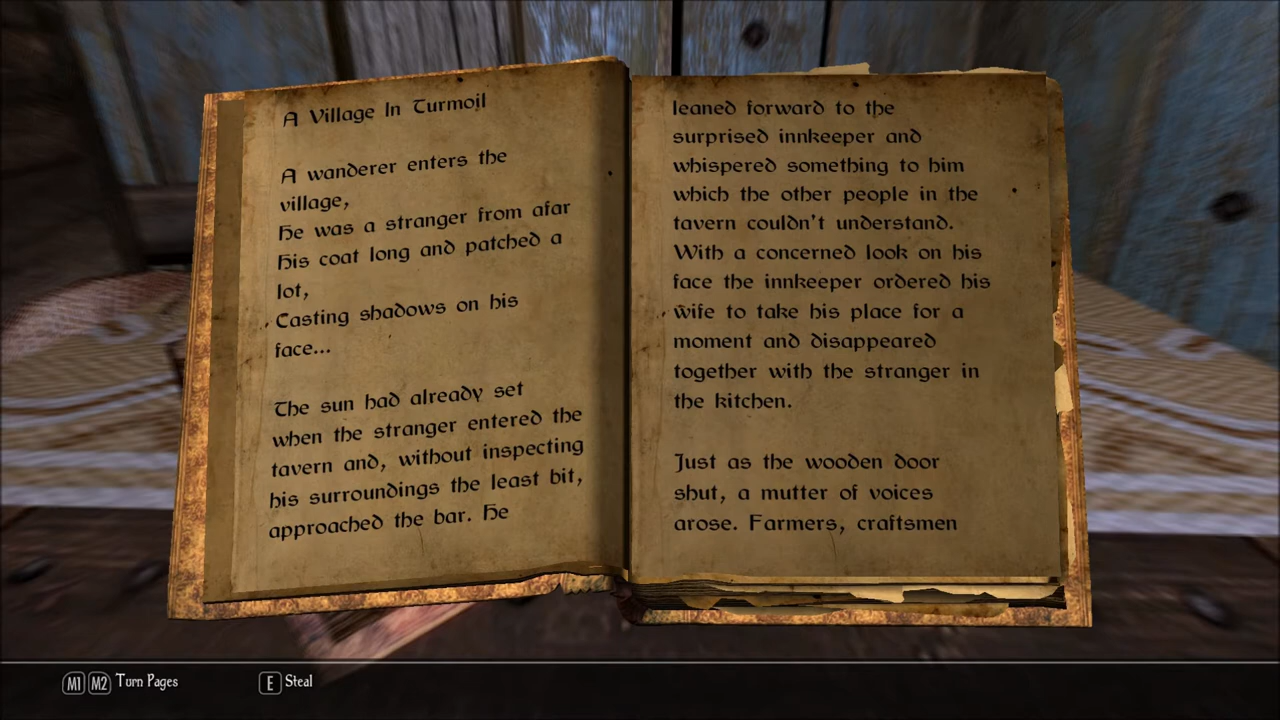 A Village In Turmoil
A wanderer enters the
village,
He was a stranger from afar
His coat long and patched a
lot,
Casting shadows on his
face...
The sun had already set
when the stranger entered the
tavern and, without inspecting
his surroundings the least bit,
approached the bar. He
leaned forward to the
surprised innkeeper and
whispered something to him
which the other people in the
tavern couldn't understand.
With a concerned look on his
face the innkeeper ordered his
wife to take his place for a
moment and disappeared
together with the stranger in
the kitchen.
Just as the wooden door
shut, a mutter of voices
arose. Farmers, craftsmen
M1 M2 Turn Pages
E Steal